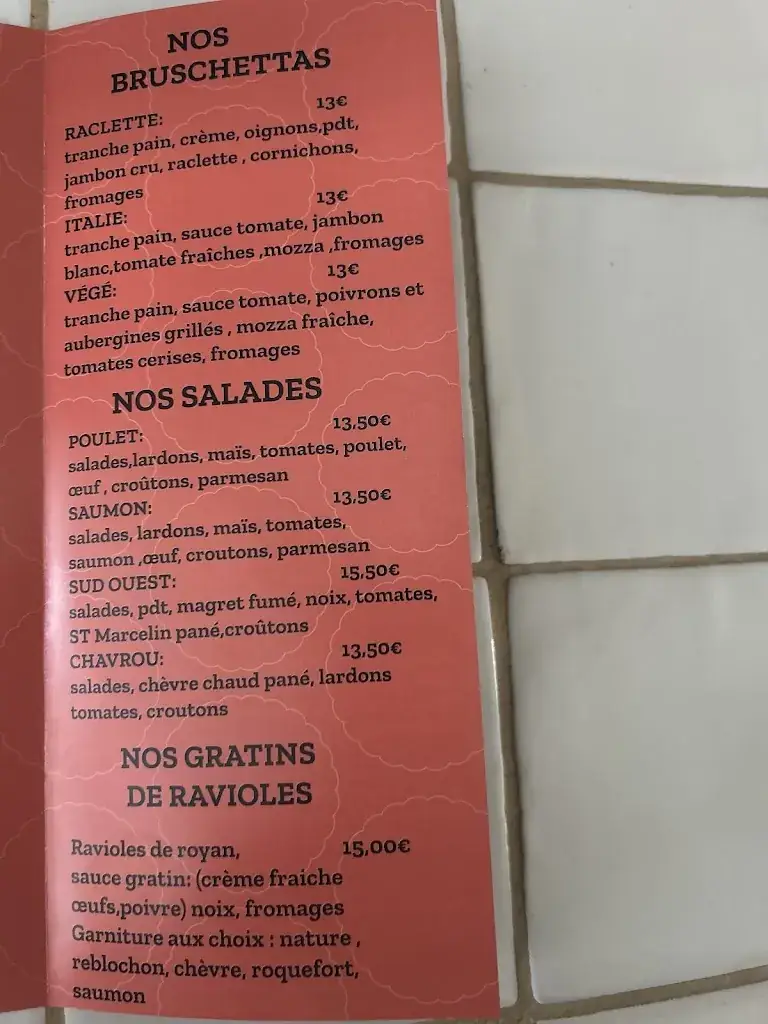 NOS
BRUSCHETTAS
RACLETTE: 13€
tranche pain, crème, oignons,pdt,
jambon cru, raclette , cornichons,
fromages
ITALIE: 13€
tranche pain, sauce tomate, jambon
blanc,tomate fraîches ,mozza ,fromages
VÉGÉ: 13€
tranche pain, sauce tomate, poivrons et
aubergines grillés , mozza fraîche,
tomates cerises, fromages
NOS SALADES
POULET: 13,50€
salades,lardons, maïs, tomates, poulet,
œuf , croûtons, parmesan
SAUMON: 13,50€
salades, lardons, maïs, tomates,
saumon ,œuf, croutons, parmesan
SUD OUEST: 15,50€
salades, pdt, magret fumé, noix, tomates,
ST Marcelin pané,croûtons
CHAVROU: 13,50€
salades, chèvre chaud pané, lardons
tomates, croutons
NOS GRATINS
DE RAVIOLES
Ravioles de royan, 15,00€
sauce gratin: (crème fraiche
œufs,poivre) noix, fromages
Garniture aux choix : nature ,
reblochon, chèvre, roquefort,
saumon